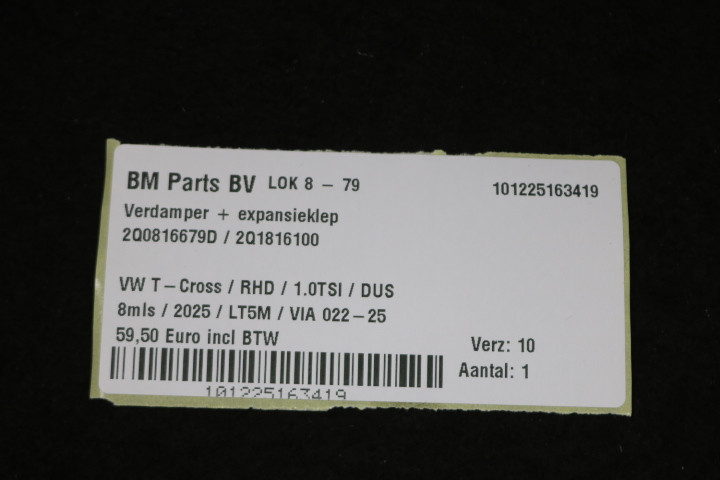 BM Parts BV LOK 8 - 79 101225163419
Verdamper + expansieklep
2Q0816679D / 2Q1816100
VW T-Cross / RHD / 1.0TSI / DUS
8mls / 2025 / LT5M / VIA 022-25
59,50 Euro incl BTW
Verz: 10
Aantal: 1
101225163419